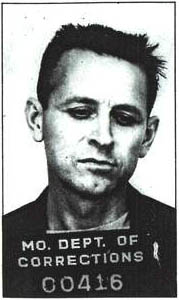 MO. DEPT. OF
CORRECTIONS
00416